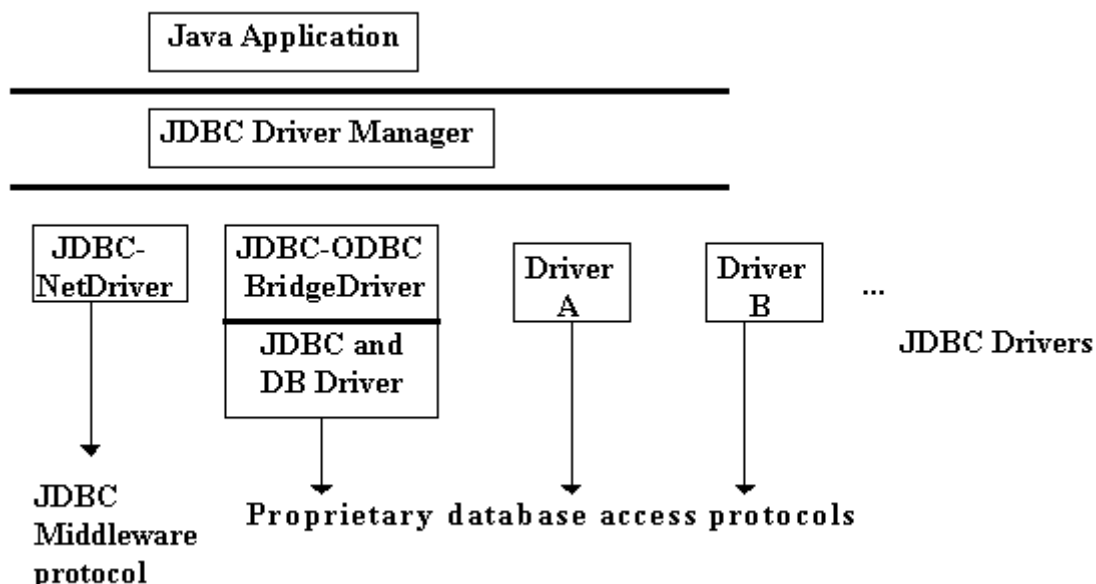 Java Application
JDBC Driver Manager
JDBC-
NetDriver
JDBC-ODBC
BridgeDriver
JDBC and
DB Driver
Driver
A
Driver
B
...
JDBC Drivers
JDBC
Middleware
protocol
Proprietary database access protocols